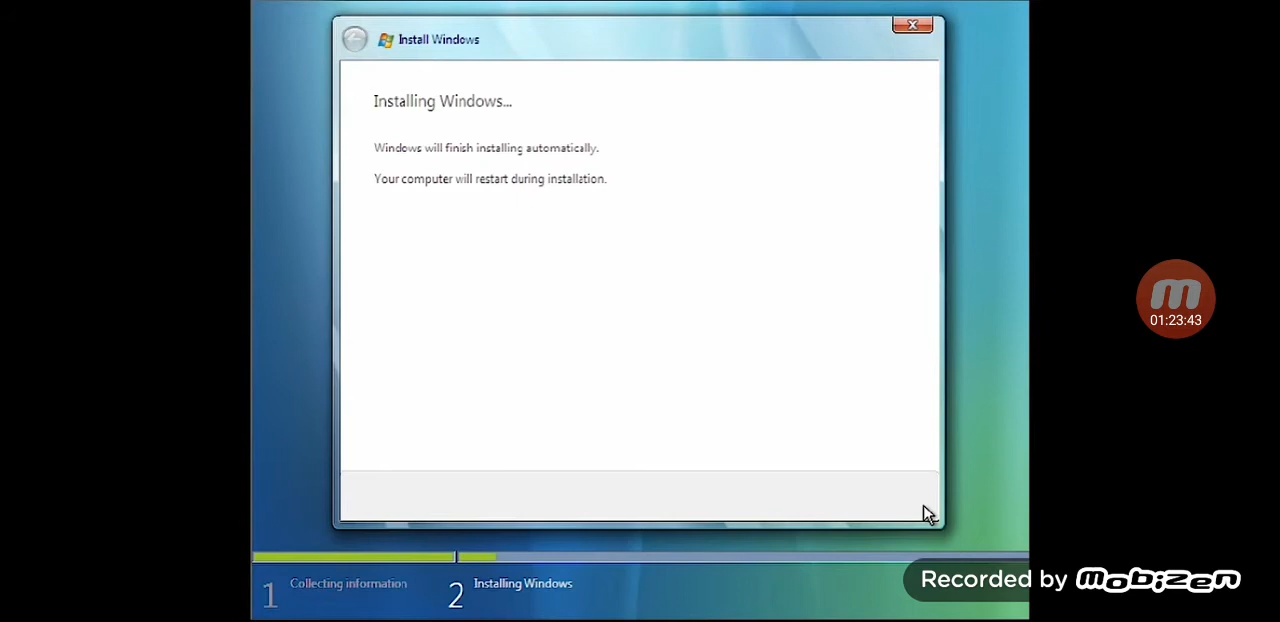 Install Windows
Installing Windows...
Windows will finish installing automatically.
Your computer will restart during installation.
01:23:43
1 Collecting information
2 Installing Windows
Recorded by mobizen